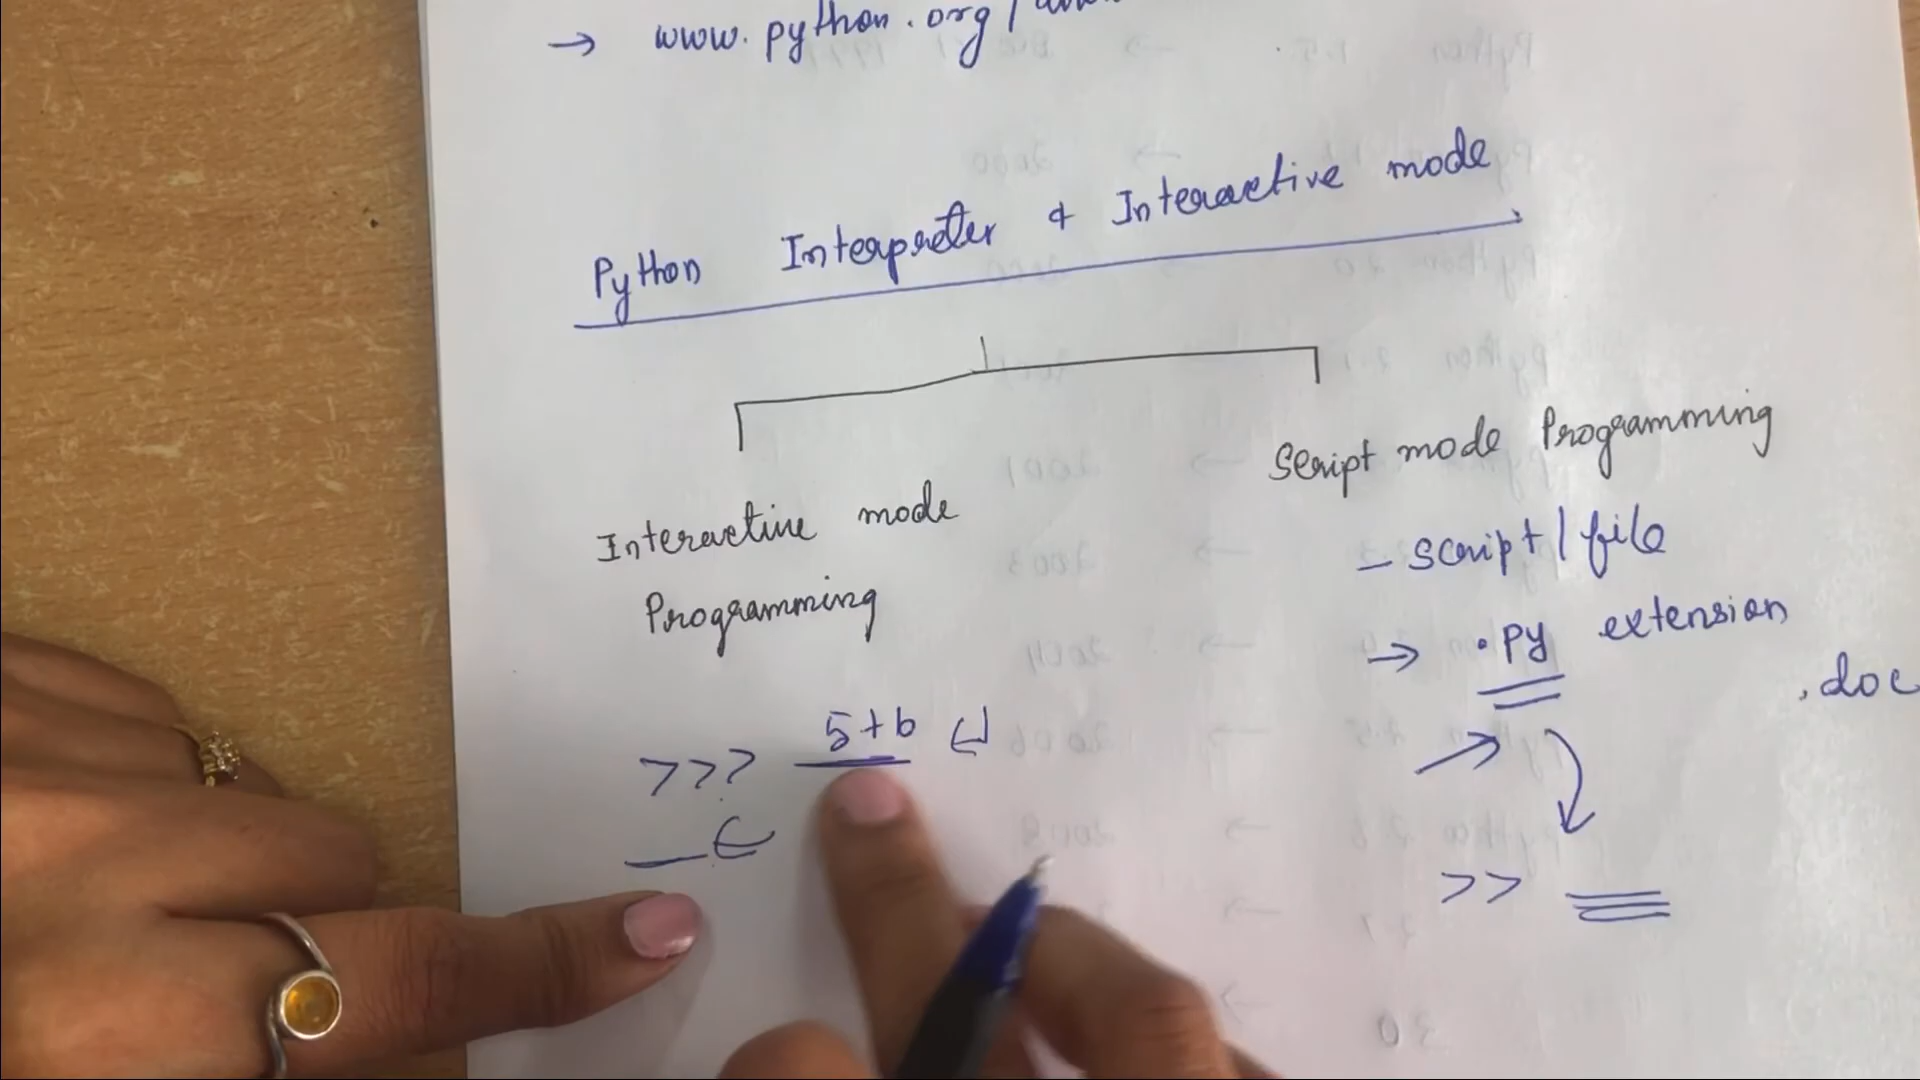 → www.python.org/
Python Interpreter & Interactive mode
Interactive mode
Programming
>>> 5+6 ↵
Script mode Programming
- script/file
→ .py extension
.doc
>>